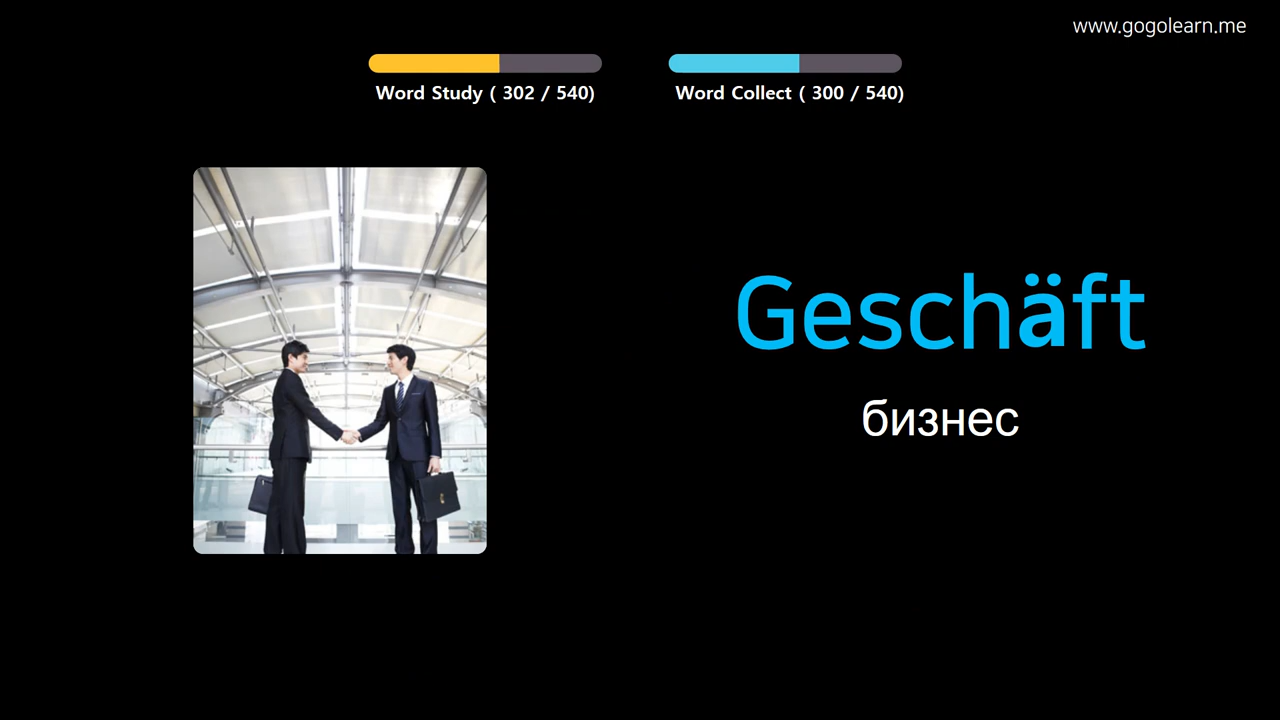 www.gogolearn.me
Word Study ( 302 / 540)
Word Collect ( 300 / 540)
Geschäft
бизнес